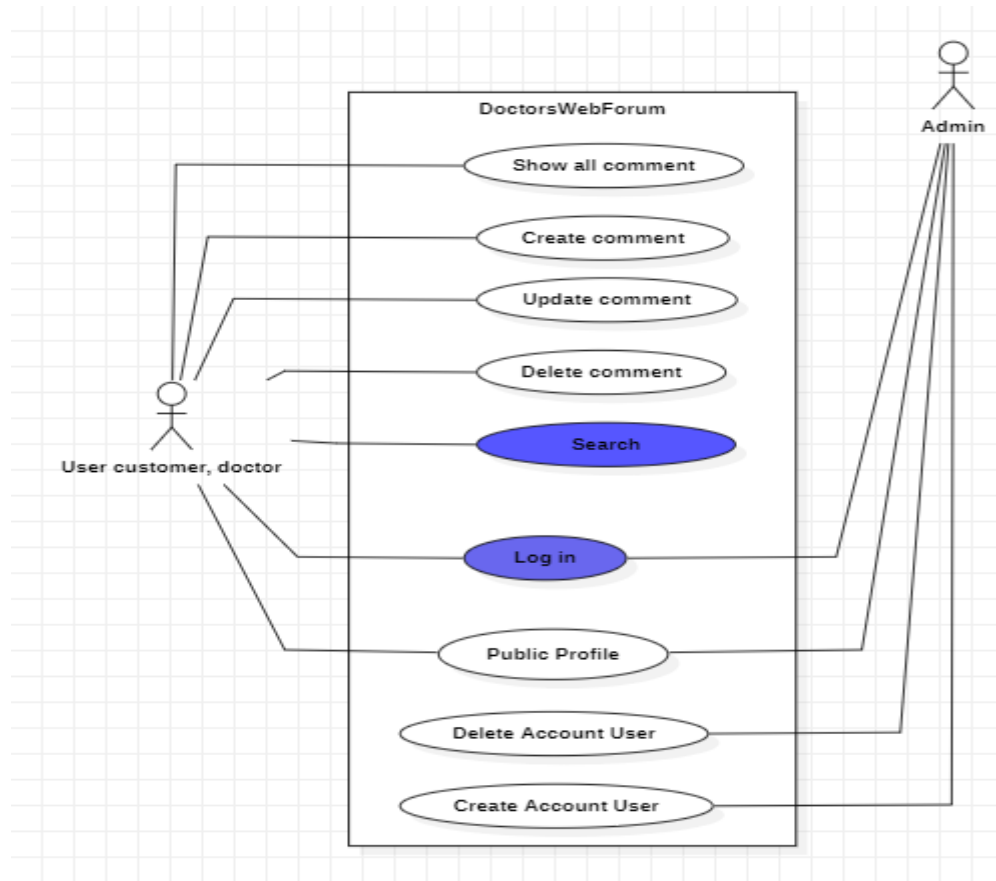 DoctorsWebForum
Admin
Show all comment
Create comment
Update comment
Delete comment
Search
User customer, doctor
Log in
Public Profile
Delete Account User
Create Account User